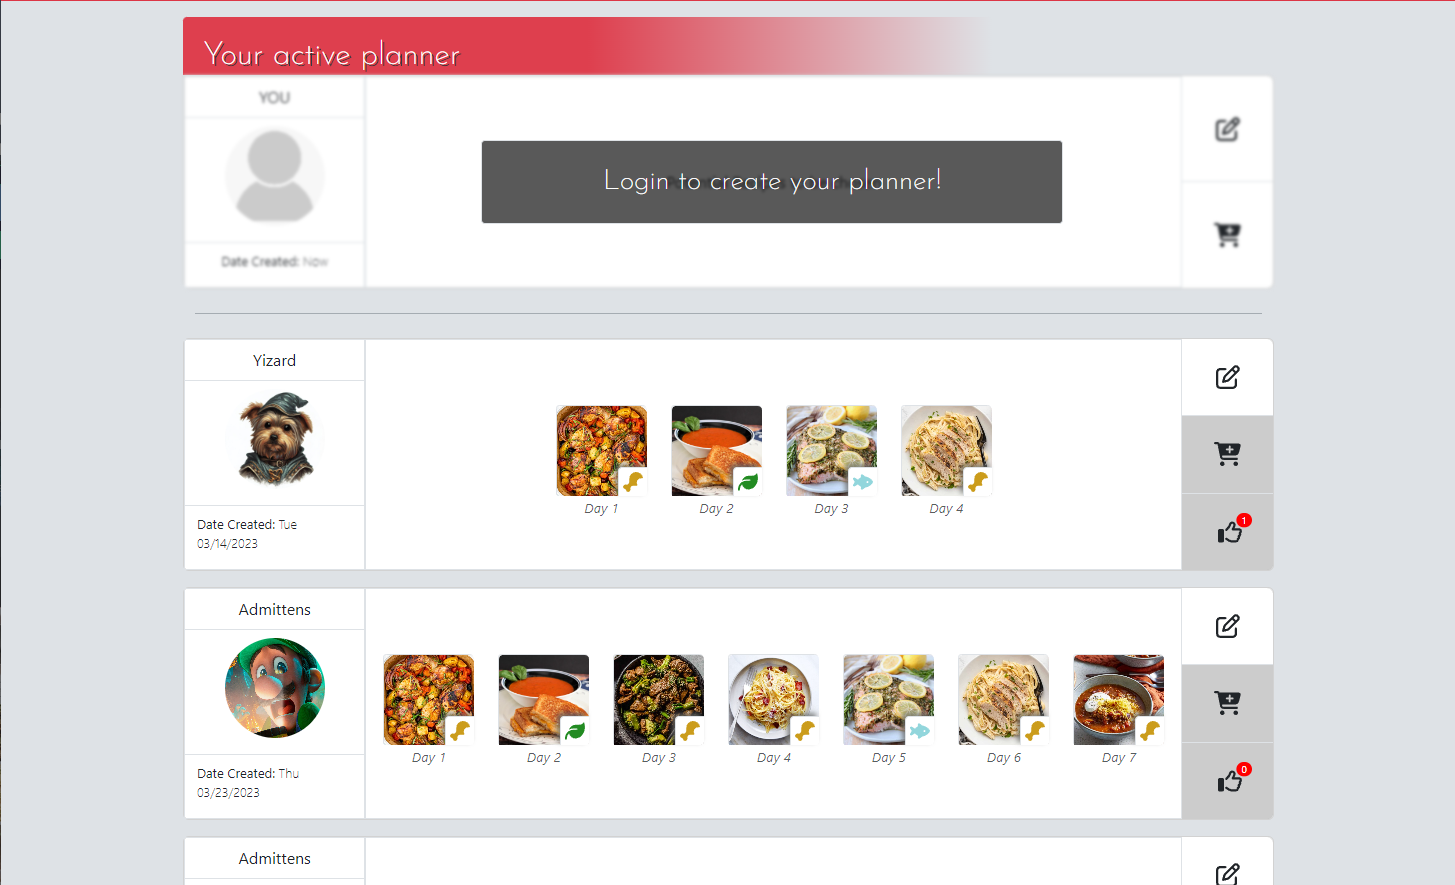 Your active planner
YOU
Login to create your planner!
Date Created: Now
Yizard
Day 1
Day 2
Day 3
Day 4
Date Created: Tue
03/14/2023
1
Admittens
Day 1
Day 2
Day 3
Day 4
Day 5
Day 6
Day 7
Date Created: Thu
03/23/2023
0
Admittens